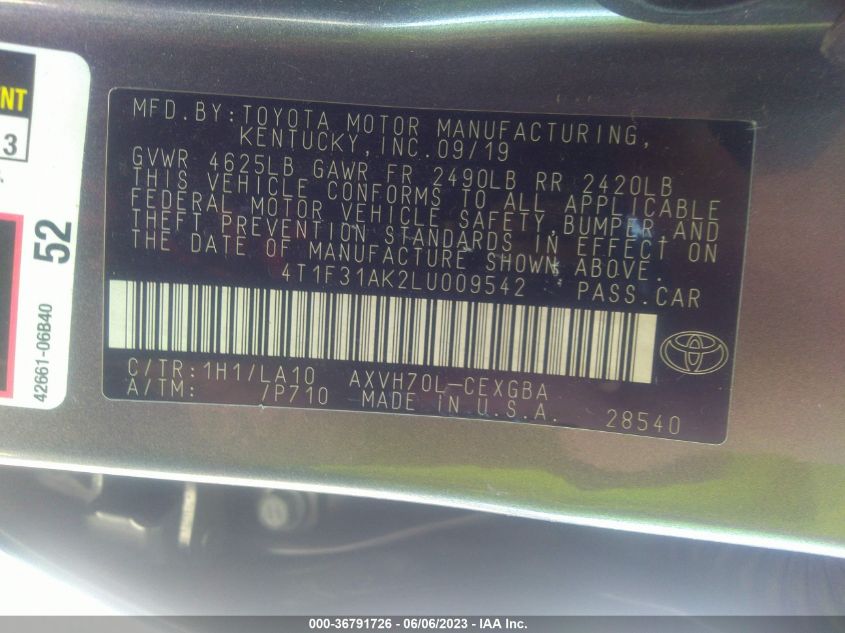 ENT
3
52
42661-06B40
MFD.BY:TOYOTA MOTOR MANUFACTURING,
KENTUCKY,INC.09/19
GVWR 4625LB GAWR FR 2490LB RR 2420LB
THIS VEHICLE CONFORMS TO ALL APPLICABLE
FEDERAL MOTOR VEHICLE SAFETY,BUMPER,AND
THEFT PREVENTION STANDARDS IN EFFECT ON
THE DATE OF MANUFACTURE SHOWN ABOVE.
4T1F31AK2LU009542 PASS.CAR
C/TR:1H1/LA10 AXVH70L-CEXGBA
A/TM: /P710 MADE IN U.S.A. 28540
000-36791726 - 06/06/2023 - IAA Inc.